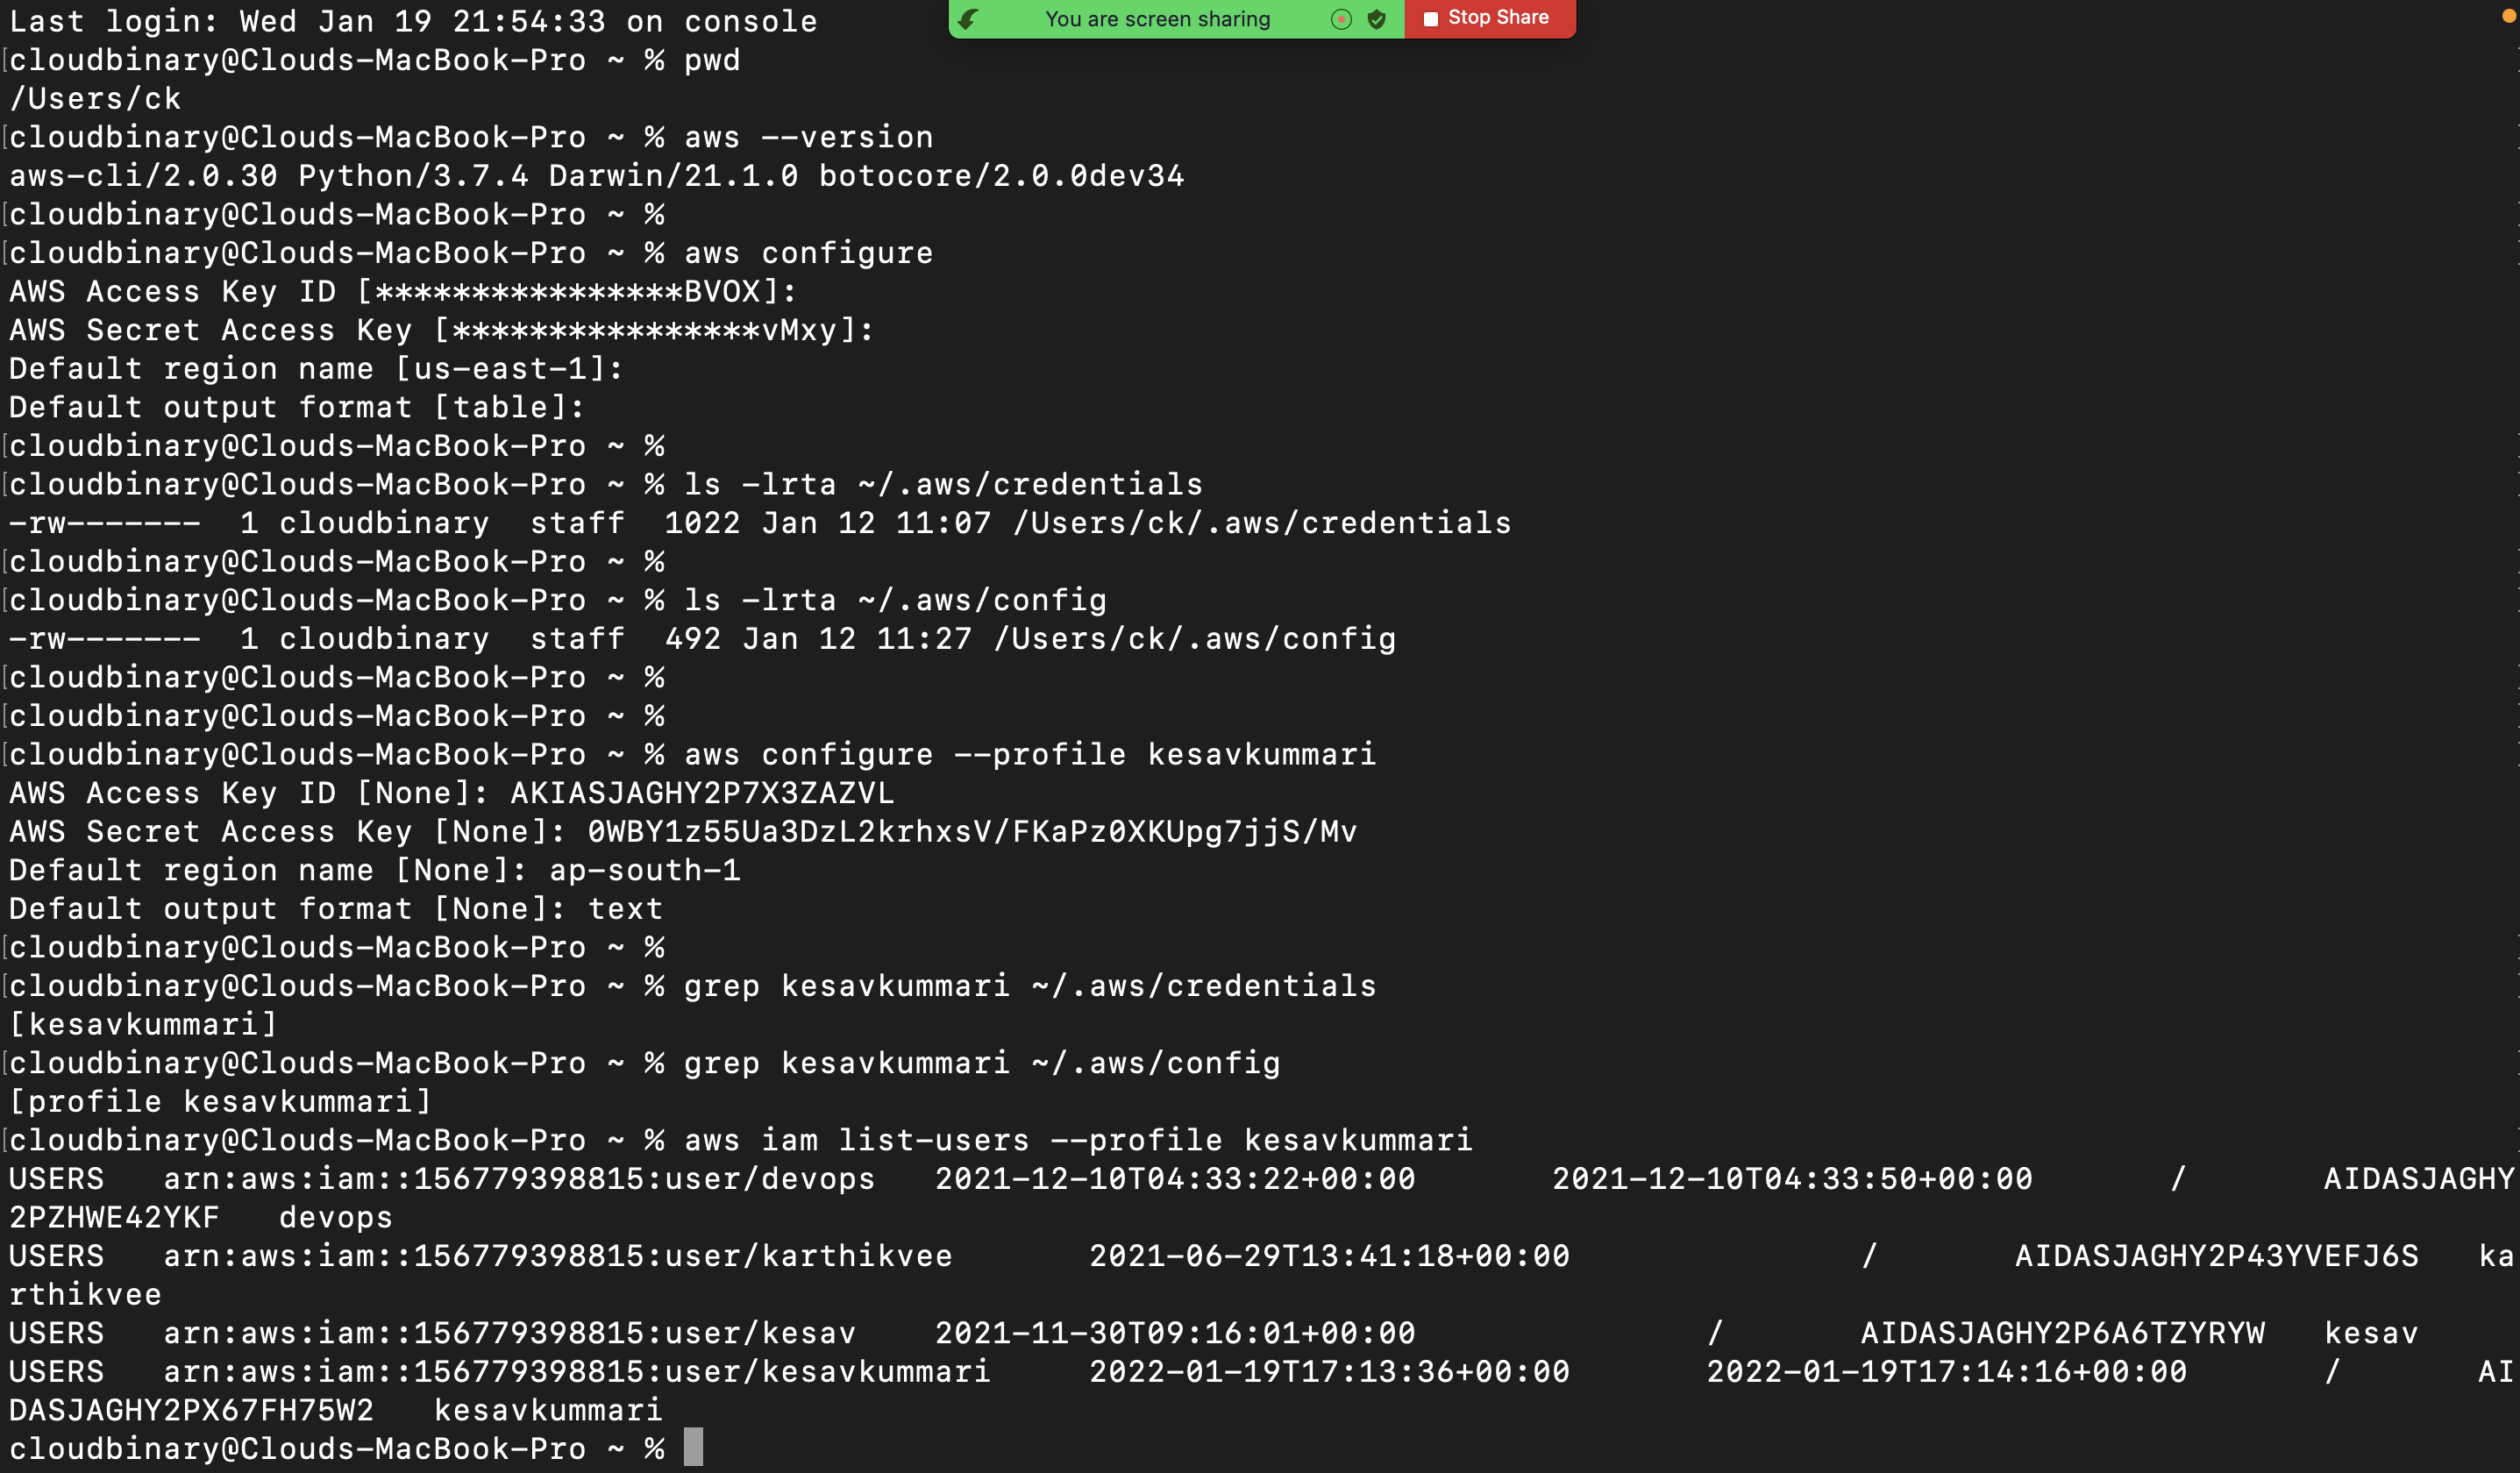 Last login: Wed Jan 19 21:54:33 on console
You are screen sharing
Stop Share
cloudbinary@Clouds-MacBook-Pro ~ % pwd
/Users/ck
cloudbinary@Clouds-MacBook-Pro ~ % aws --version
aws-cli/2.0.30 Python/3.7.4 Darwin/21.1.0 botocore/2.0.0dev34
cloudbinary@Clouds-MacBook-Pro ~ %
cloudbinary@Clouds-MacBook-Pro ~ % aws configure
AWS Access Key ID [****************BVOX]:
AWS Secret Access Key [****************vMxy]:
Default region name [us-east-1]:
Default output format [table]:
cloudbinary@Clouds-MacBook-Pro ~ %
cloudbinary@Clouds-MacBook-Pro ~ % ls -lrta ~/.aws/credentials
-rw------- 1 cloudbinary staff 1022 Jan 12 11:07 /Users/ck/.aws/credentials
cloudbinary@Clouds-MacBook-Pro ~ %
cloudbinary@Clouds-MacBook-Pro ~ % ls -lrta ~/.aws/config
-rw------- 1 cloudbinary staff 492 Jan 12 11:27 /Users/ck/.aws/config
cloudbinary@Clouds-MacBook-Pro ~ %
cloudbinary@Clouds-MacBook-Pro ~ %
cloudbinary@Clouds-MacBook-Pro ~ % aws configure --profile kesavkummari
AWS Access Key ID [None]: AKIASJAGHY2P7X3ZAZVL
AWS Secret Access Key [None]: 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
Default region name [None]: ap-south-1
Default output format [None]: text
cloudbinary@Clouds-MacBook-Pro ~ %
cloudbinary@Clouds-MacBook-Pro ~ % grep kesavkummari ~/.aws/credentials
[kesavkummari]
cloudbinary@Clouds-MacBook-Pro ~ % grep kesavkummari ~/.aws/config
[profile kesavkummari]
cloudbinary@Clouds-MacBook-Pro ~ % aws iam list-users --profile kesavkummari
USERS arn:aws:iam::156779398815:user/devops 2021-12-10T04:33:22+00:00 2021-12-10T04:33:50+00:00 / AIDASJAGHY
2PZHWE42YKF devops
USERS arn:aws:iam::156779398815:user/karthikvee 2021-06-29T13:41:18+00:00 / AIDASJAGHY2P43YVEFJ6S ka
rthikvee
USERS arn:aws:iam::156779398815:user/kesav 2021-11-30T09:16:01+00:00 / AIDASJAGHY2P6A6TZYRYW kesav
USERS arn:aws:iam::156779398815:user/kesavkummari 2022-01-19T17:13:36+00:00 2022-01-19T17:14:16+00:00 / AI
DASJAGHY2PX67FH75W2 kesavkummari
cloudbinary@Clouds-MacBook-Pro ~ %